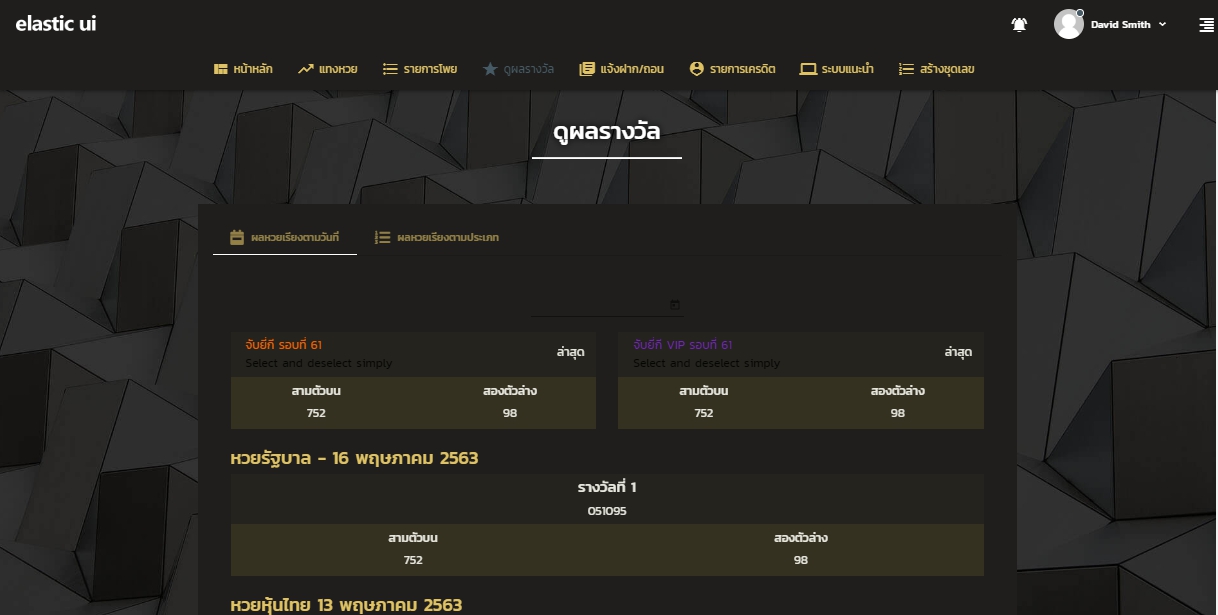 elastic ui
David Smith
หน้าหลัก แทงหวย รายการโพย ดูผลรางวัล แจ้งฝาก/ถอน รายการเครดิต ระบบแนะนำ สร้างชุดเลข
ดูผลรางวัล
ผลหวยเรียงตามวันที่ ผลหวยเรียงตามประเภท
จับยี่กี รอบที่ 61
Select and deselect simply
ล่าสุด
สามตัวบน สองตัวล่าง
752 98
จับยี่กี VIP รอบที่ 61
Select and deselect simply
ล่าสุด
สามตัวบน สองตัวล่าง
752 98
หวยรัฐบาล - 16 พฤษภาคม 2563
รางวัลที่ 1
051095
สามตัวบน สองตัวล่าง
752 98
หวยหุ้นไทย 13 พฤษภาคม 2563